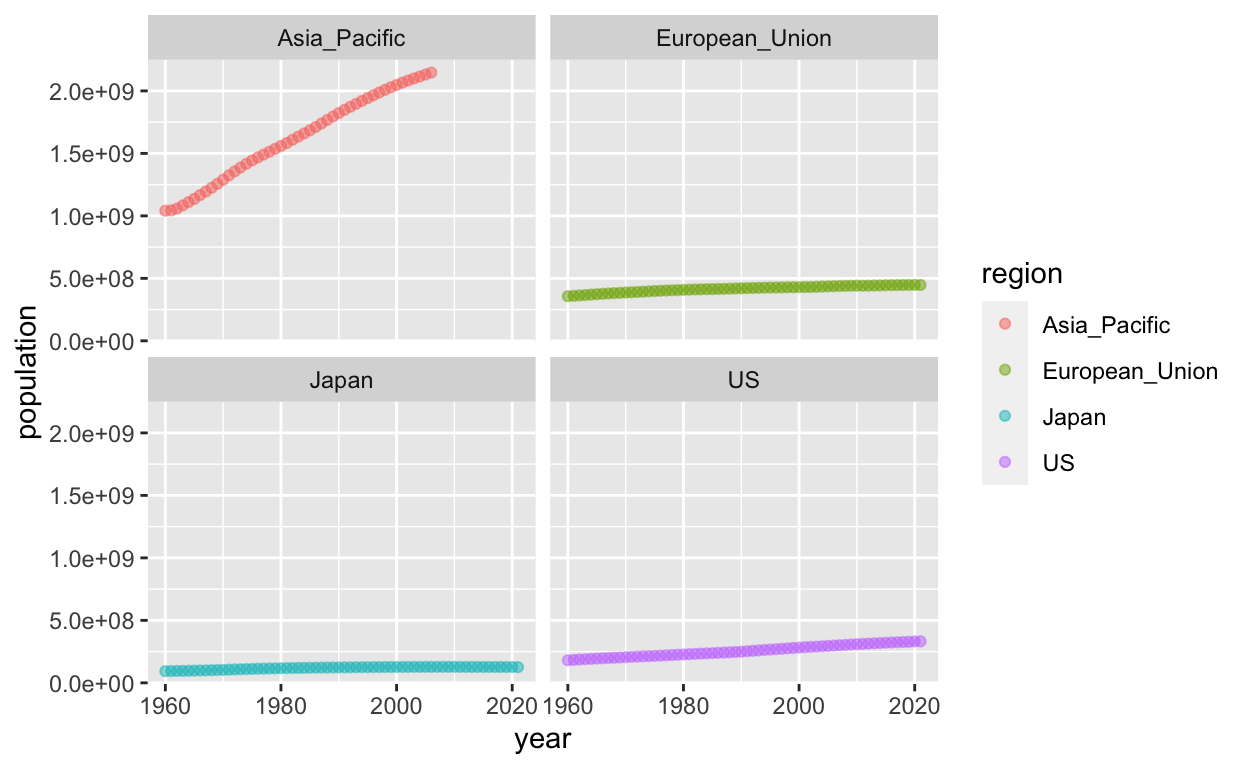 Asia_Pacific European_Union
2.0e+09
1.5e+09
1.0e+09
5.0e+08
0.0e+00
Japan US
2.0e+09
1.5e+09
1.0e+09
5.0e+08
0.0e+00
1960 1980 2000 2020 1960 1980 2000 2020
year
population
region
Asia_Pacific
European_Union
Japan
US